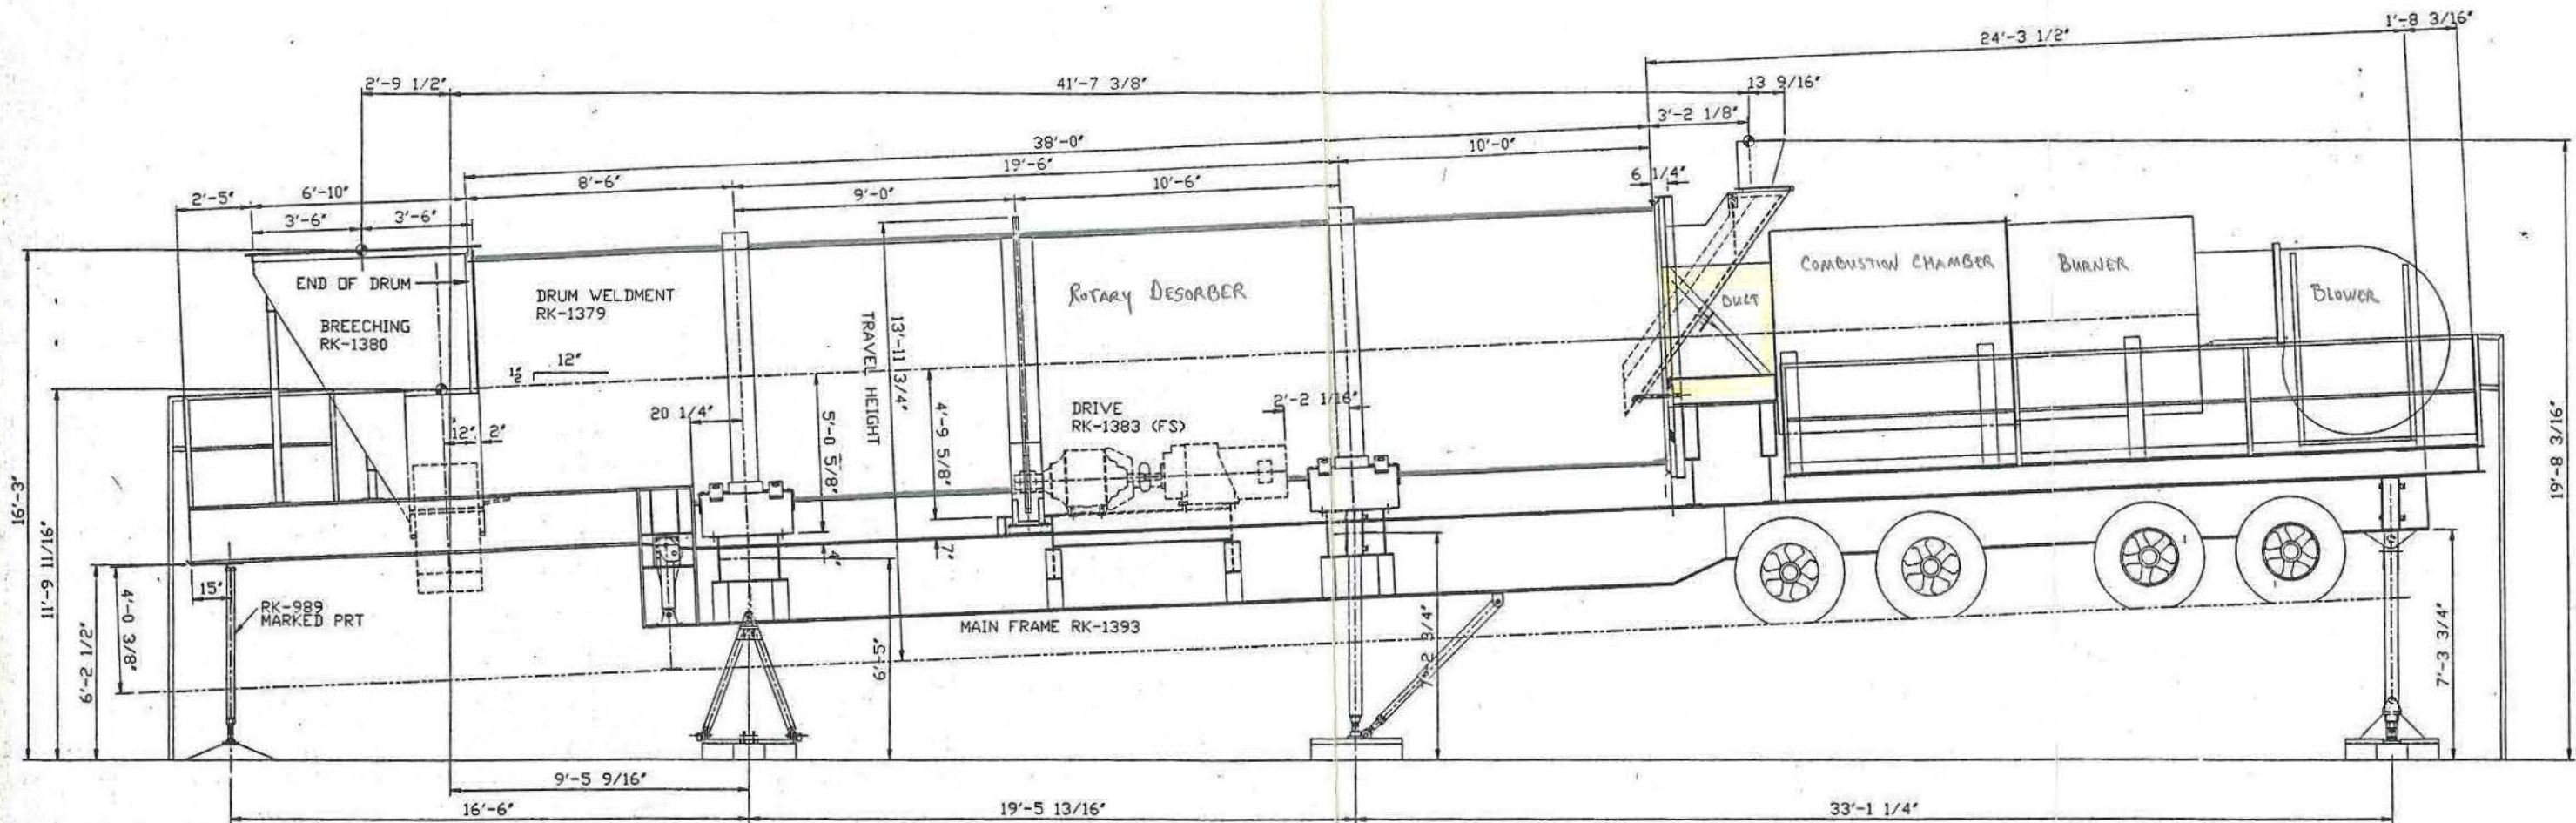 1'-8 3/16"
24'-3 1/2"
2'-9 1/2"
41'-7 3/8"
13 9/16"
3'-2 1/8"
38'-0"
19'-6"
10'-0"
8'-6"
9'-0"
10'-6"
6 1/4"
2'-5"
6'-10"
3'-6"
3'-6"
END OF DRUM
DRUM WELDMENT
RK-1379
BREECHING
RK-1380
ROTARY DESORBER
COMBUSTION CHAMBER
BURNER
BLOWER
DUCT
TRAVEL HEIGHT
13'-11 3/4"
12"
1/2
20 1/4"
5'-0 5/8"
4'-9 5/8"
DRIVE
RK-1383 (FS)
2'-2 1/16"
12"
2"
16'-3"
11'-9 11/16"
6'-2 1/2"
4'-0 3/8"
15"
RK-989
MARKED PRT
4"
7"
6'-5"
MAIN FRAME RK-1393
7'-2 3/4"
7'-3 3/4"
19'-8 3/16"
9'-5 9/16"
16'-6"
19'-5 13/16"
33'-1 1/4"